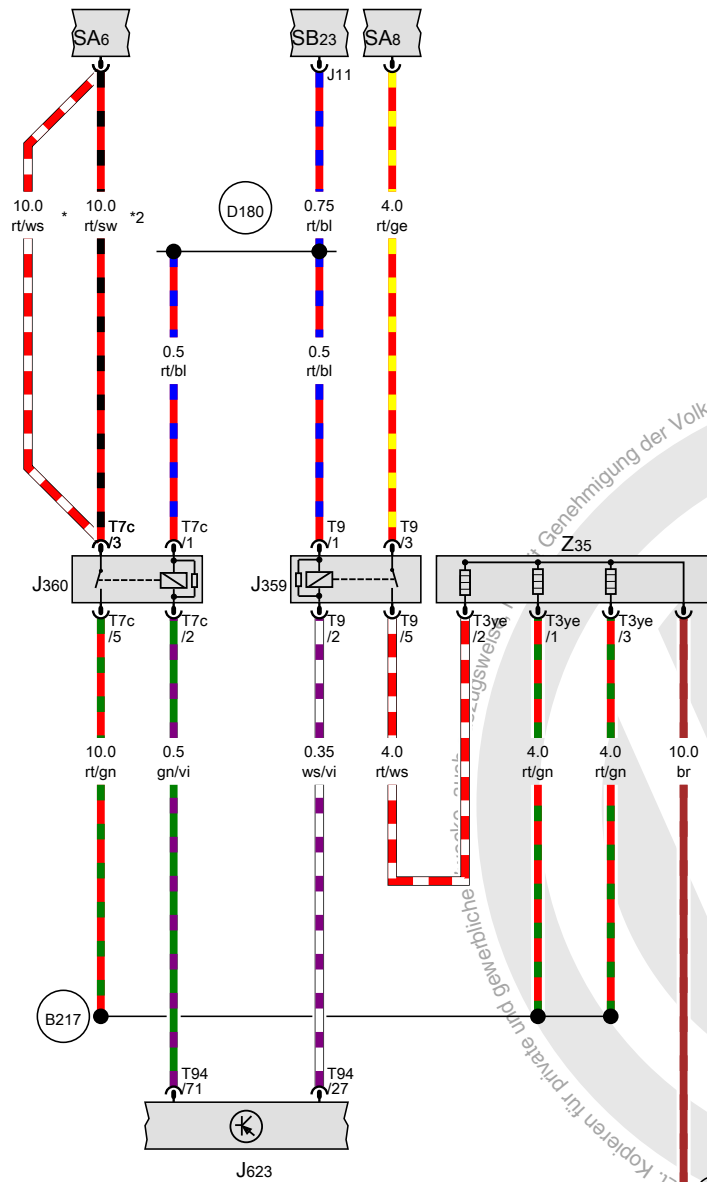 SA6
SB23
SA8
J11
10.0
rt/ws
*
10.0
rt/sw
*2
D180
0.75
rt/bl
4.0
rt/ge
0.5
rt/bl
0.5
rt/bl
T7c
/3
T7c
/1
T9
/1
T9
/3
J360
J359
Z35
T7c
/5
T7c
/2
T9
/2
T9
/5
T3ye
/2
T3ye
/1
T3ye
/3
10.0
rt/gn
0.5
gn/vi
0.35
ws/vi
4.0
rt/ws
4.0
rt/gn
4.0
rt/gn
10.0
br
B217
T94
/71
T94
/27
J623
Kopieren für private und gewerbliche
Genehmigung der Volk